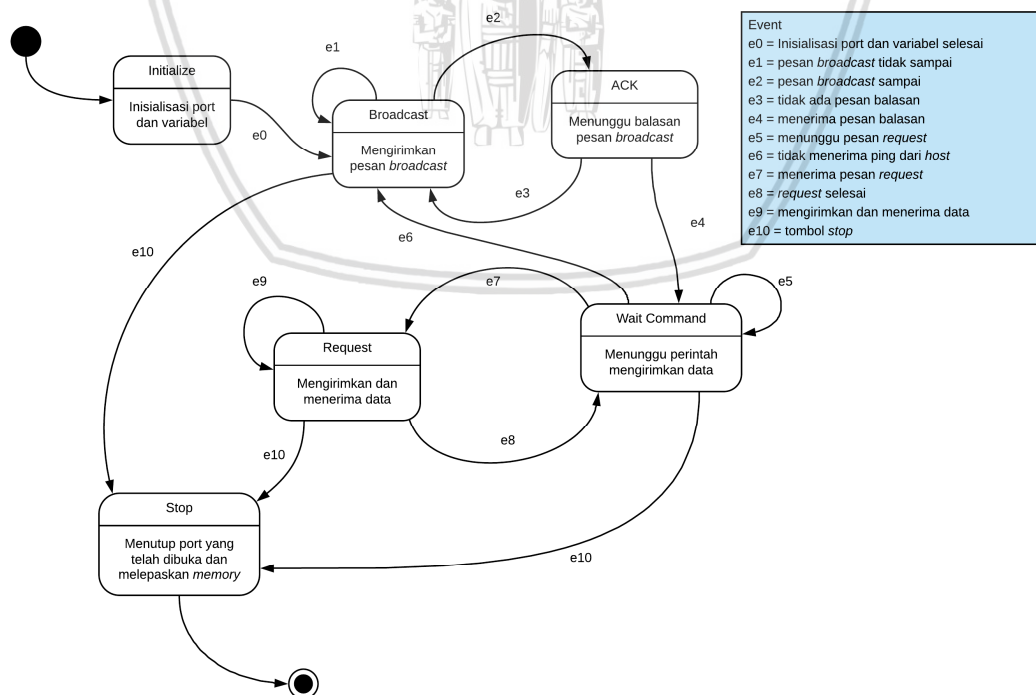 e2
Event
e0 = Inisialisasi port dan variabel selesai
e1 = pesan broadcast tidak sampai
e2 = pesan broadcast sampai
e3 = tidak ada pesan balasan
e4 = menerima pesan balasan
e5 = menunggu pesan request
e6 = tidak menerima ping dari host
e7 = menerima pesan request
e8 = request selesai
e9 = mengirimkan dan menerima data
e10 = tombol stop
e1
Initialize
Inisialisasi port
dan variabel
e0
Broadcast
Mengirimkan
pesan broadcast
ACK
Menunggu balasan
pesan broadcast
e3
e4
e6
e10
e9
e7
e5
Wait Command
Menunggu perintah
mengirimkan data
Request
Mengirimkan dan
menerima data
e8
e10
Stop
Menutup port yang
telah dibuka dan
melepaskan memory
e10